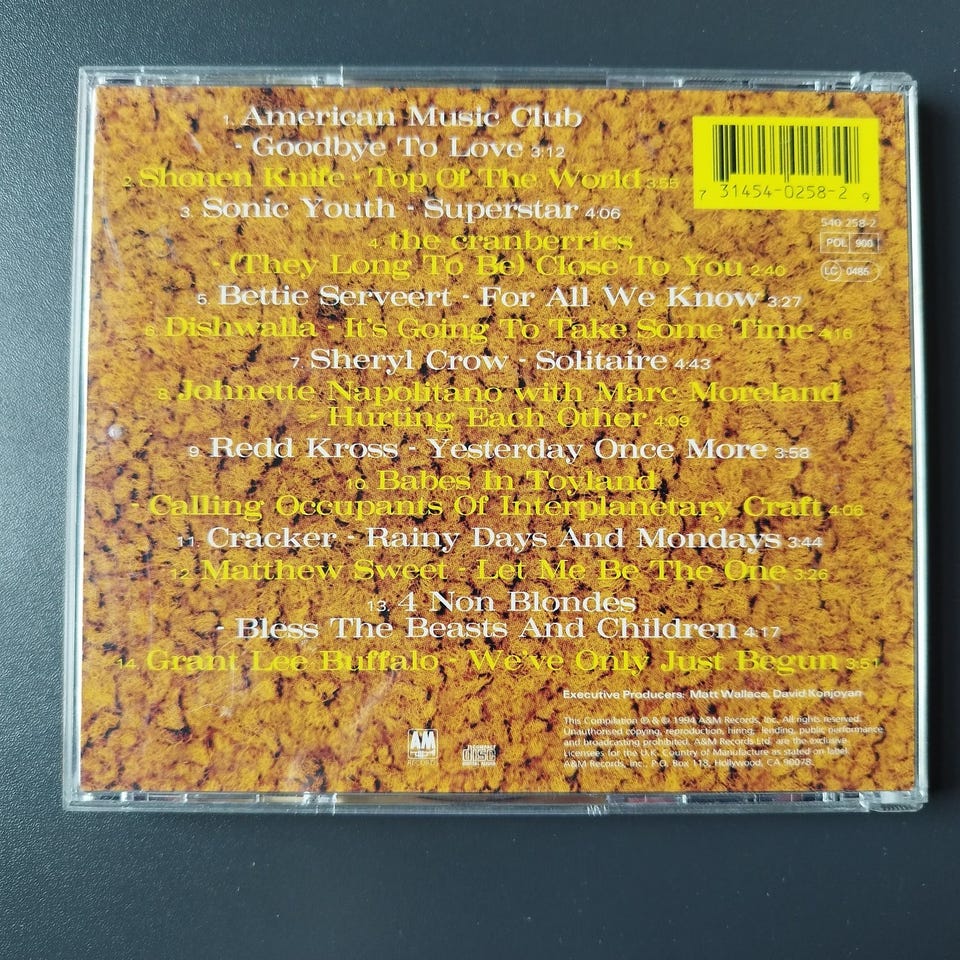 1. American Music Club
- Goodbye To Love 3:12
2. Shonen Knife - Top Of The World 3:55
3. Sonic Youth - Superstar 4:06
4. the cranberries
- (They Long To Be) Close To You 2:40
5. Bettie Serveert - For All We Know 3:27
6. Dishwalla - It's Going To Take Some Time 4:16
7. Sheryl Crow - Solitaire 4:43
8. Johnette Napolitano with Marc Moreland
- Hurting Each Other 4:09
9. Redd Kross - Yesterday Once More 3:58
10. Babes In Toyland
- Calling Occupants Of Interplanetary Craft 4:06
11. Cracker - Rainy Days And Mondays 3:44
12. Matthew Sweet - Let Me Be The One 3:26
13. 4 Non Blondes
- Bless The Beasts And Children 4:17
14. Grant Lee Buffalo - We've Only Just Begun 3:51
7 31454-0258-2 9
540 258-2
POL 900
LC 0485
Executive Producers: Matt Wallace, David Konjoyan
This Compilation ℗ & © 1994 A&M Records, Inc. All rights reserved.
Unauthorised copying, reproduction, hiring, lending, public performance
and broadcasting prohibited. A&M Records Ltd. are the exclusive
Licensees for the U.K. Country of Manufacture as stated on label.
A&M Records, Inc., P.O. Box 118, Hollywood, CA 90078.
AM
RECORDS
COMPACT
disc
DIGITAL AUDIO